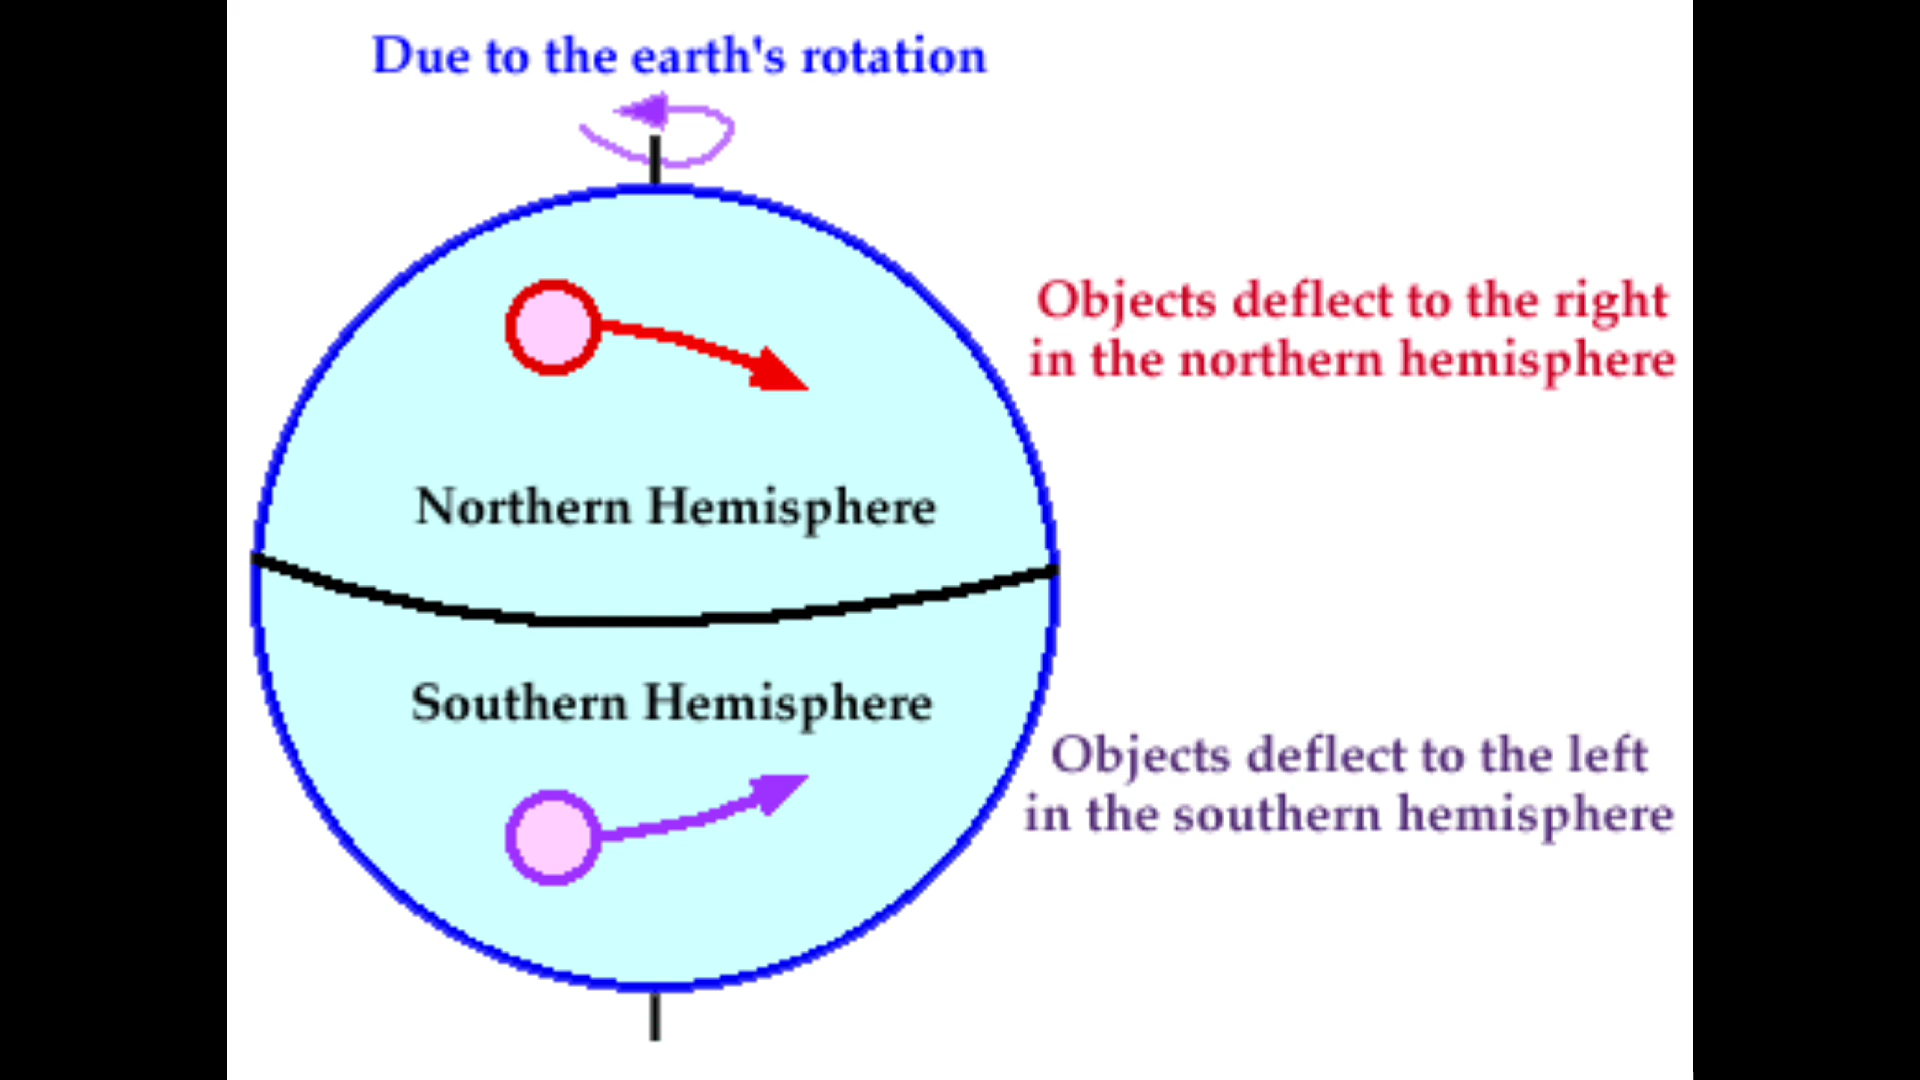 Due to the earth's rotation
Objects deflect to the right
in the northern hemisphere
Northern Hemisphere
Southern Hemisphere
Objects deflect to the left
in the southern hemisphere